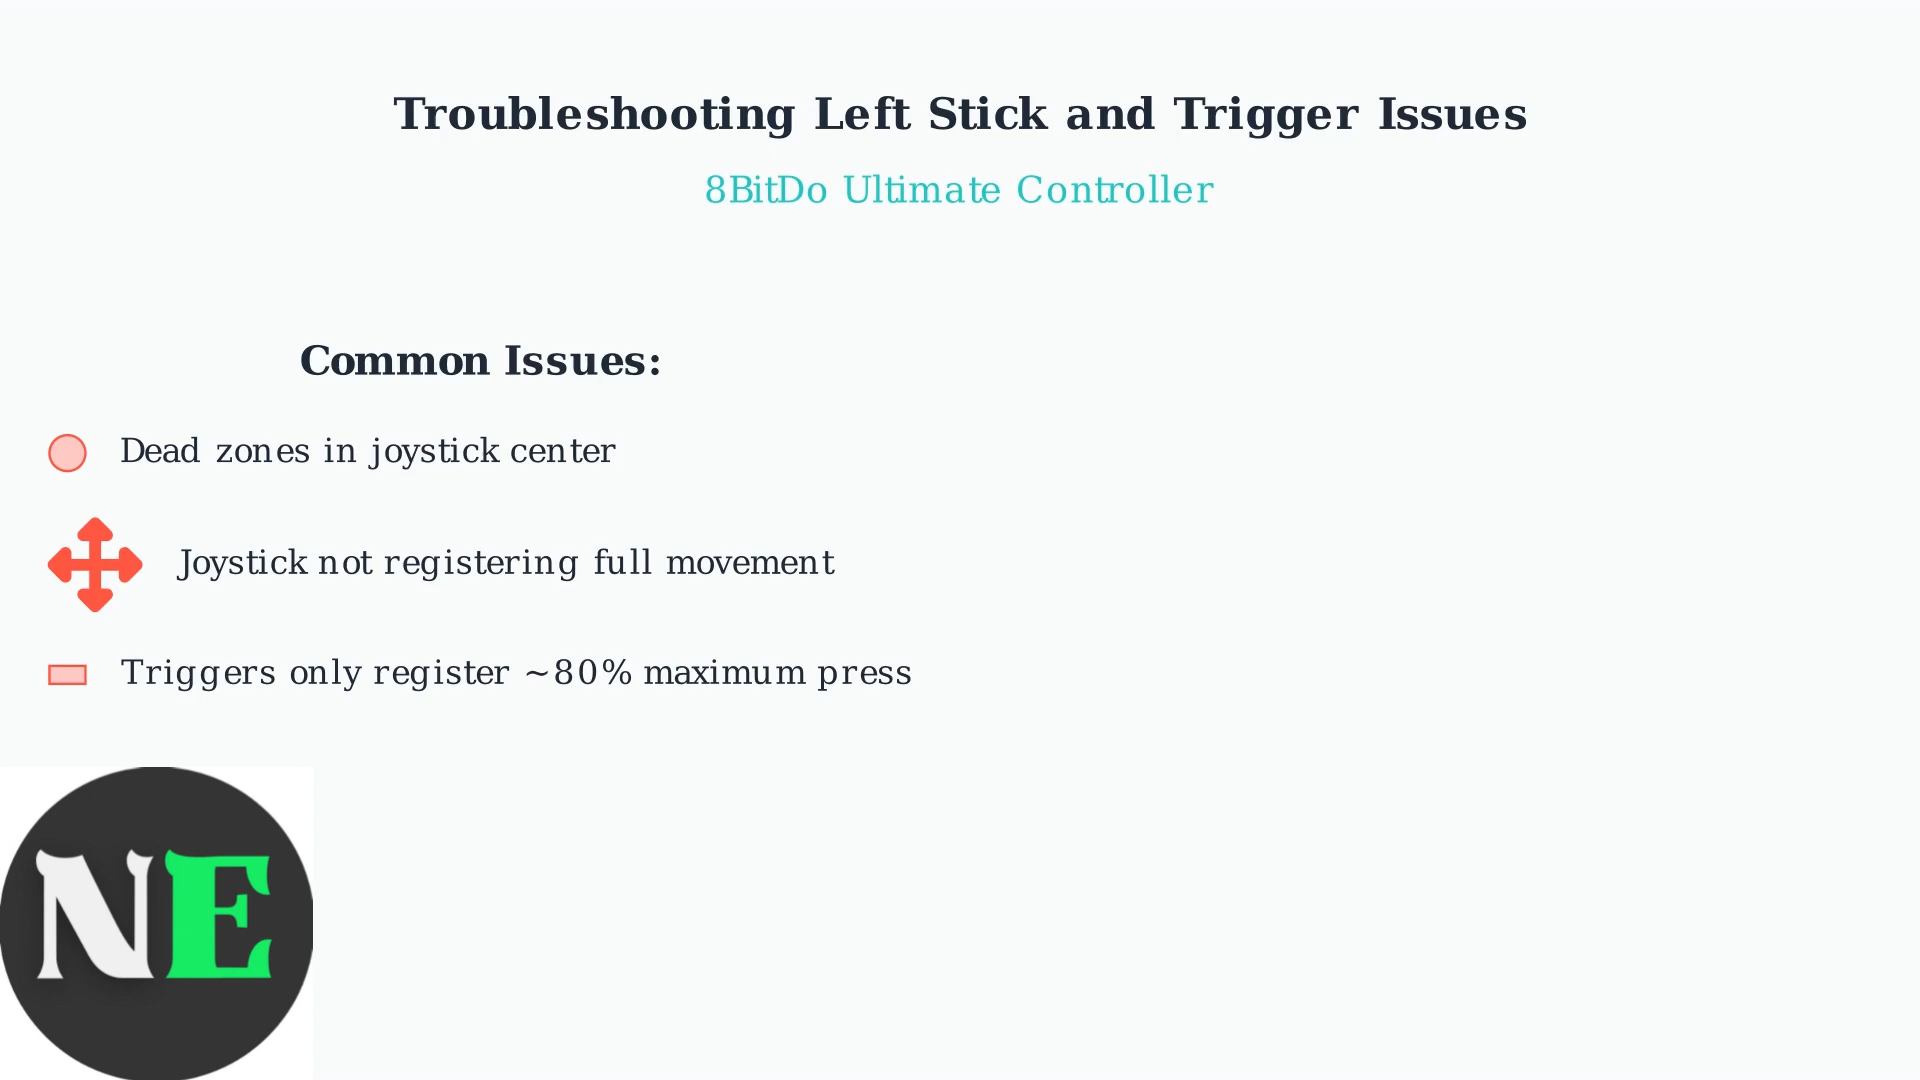 Troubleshooting Left Stick and Trigger Issues
8BitDo Ultimate Controller
Common Issues:
Dead zones in joystick center
Joystick not registering full movement
Triggers only register ~80% maximum press
NE